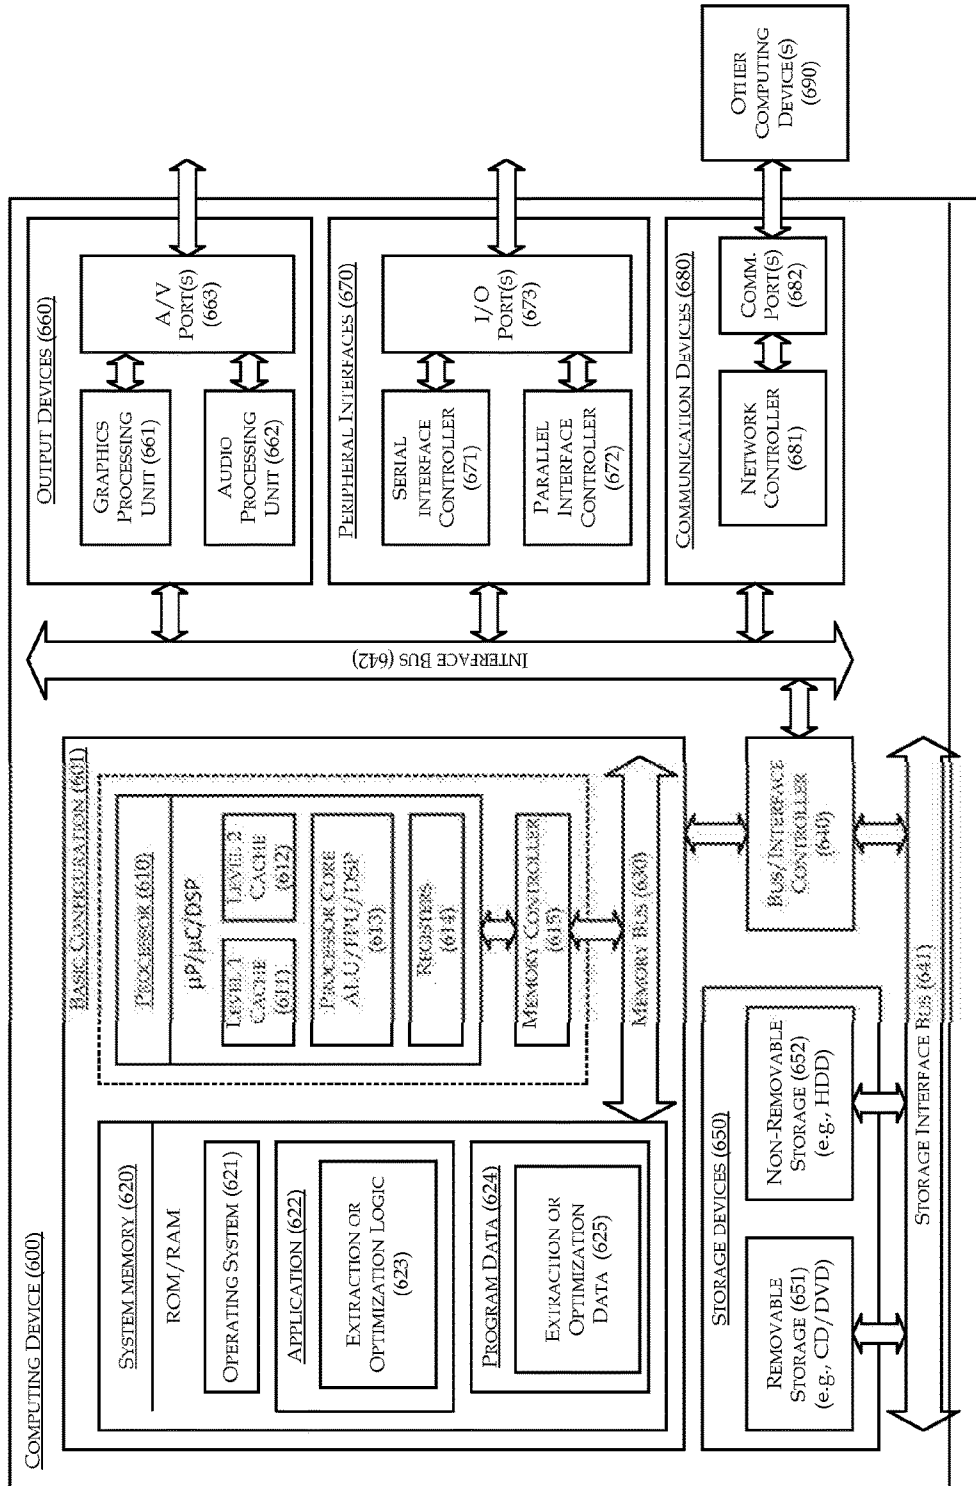 COMPUTING DEVICE (600)
BASIC CONFIGURATION (601)
SYSTEM MEMORY (620)
ROM/RAM
OPERATING SYSTEM (621)
APPLICATION (622)
EXTRACTION OR
OPTIMIZATION LOGIC
(623)
PROGRAM DATA (624)
EXTRACTION OR
OPTIMIZATION
DATA (625)
PROCESSOR (610)
µP/µC/DSP
LEVEL 1
CACHE
(611)
LEVEL 2
CACHE
(612)
PROCESSOR CORE
ALU/FPU/DSP
(613)
REGISTERS
(614)
MEMORY CONTROLLER
(615)
MEMORY BUS (630)
OUTPUT DEVICES (660)
GRAPHICS
PROCESSING
UNIT (661)
AUDIO
PROCESSING
UNIT (662)
A/V
PORT(S)
(663)
PERIPHERAL INTERFACES (670)
SERIAL
INTERFACE
CONTROLLER
(671)
PARALLEL
INTERFACE
CONTROLLER
(672)
I/O
PORT(S)
(673)
COMMUNICATION DEVICES (680)
NETWORK
CONTROLLER
(681)
COMM.
PORT(S)
(682)
OTHER
COMPUTING
DEVICE(S)
(690)
INTERFACE BUS (642)
BUS/INTERFACE
CONTROLLER
(640)
STORAGE DEVICES (650)
REMOVABLE
STORAGE (651)
(e.g., CD/DVD)
NON-REMOVABLE
STORAGE (652)
(e.g., HDD)
STORAGE INTERFACE BUS (641)